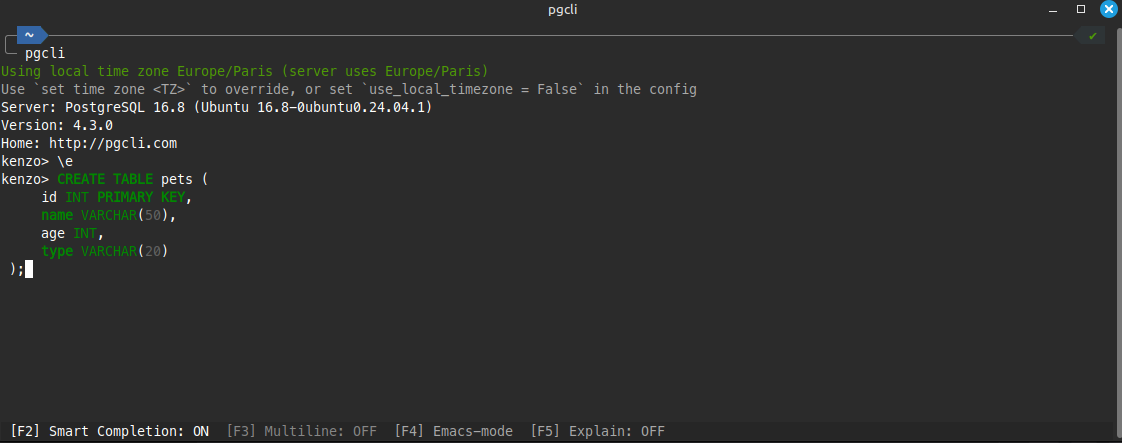 pgcli
~ ✔
pgcli
Using local time zone Europe/Paris (server uses Europe/Paris)
Use `set time zone <TZ>` to override, or set `use_local_timezone = False` in the config
Server: PostgreSQL 16.8 (Ubuntu 16.8-0ubuntu0.24.04.1)
Version: 4.3.0
Home: http://pgcli.com
kenzo> \e
kenzo> CREATE TABLE pets (
     id INT PRIMARY KEY,
     name VARCHAR(50),
     age INT,
     type VARCHAR(20)
 );
[F2] Smart Completion: ON  [F3] Multiline: OFF  [F4] Emacs-mode  [F5] Explain: OFF